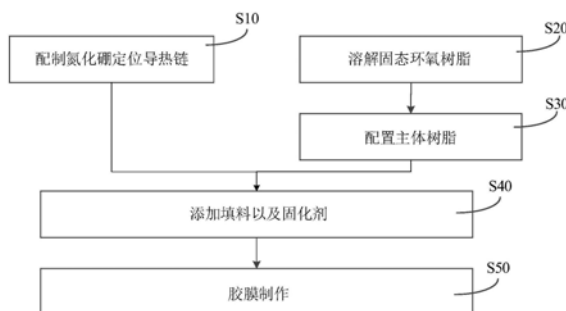 S10
配制氮化硼定位导热链
S20
溶解固态环氧树脂
S30
配置主体树脂
S40
添加填料以及固化剂
S50
胶膜制作